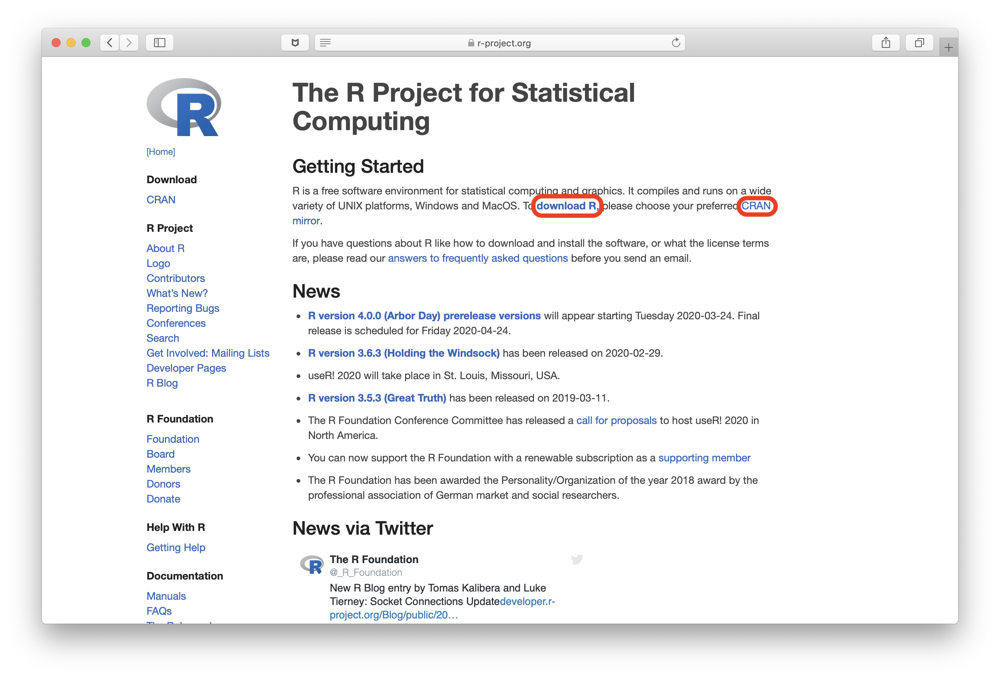 r-project.org
R
[Home]
Download
CRAN
R Project
About R
Logo
Contributors
What's New?
Reporting Bugs
Conferences
Search
Get Involved: Mailing Lists
Developer Pages
R Blog
R Foundation
Foundation
Board
Members
Donors
Donate
Help With R
Getting Help
Documentation
Manuals
FAQs
The R Project for Statistical
Computing
Getting Started
R is a free software environment for statistical computing and graphics. It compiles and runs on a wide
variety of UNIX platforms, Windows and MacOS. To download R, please choose your preferred CRAN
mirror.
If you have questions about R like how to download and install the software, or what the license terms
are, please read our answers to frequently asked questions before you send an email.
News
• R version 4.0.0 (Arbor Day) prerelease versions will appear starting Tuesday 2020-03-24. Final
release is scheduled for Friday 2020-04-24.
• R version 3.6.3 (Holding the Windsock) has been released on 2020-02-29.
• useR! 2020 will take place in St. Louis, Missouri, USA.
• R version 3.5.3 (Great Truth) has been released on 2019-03-11.
• The R Foundation Conference Committee has released a call for proposals to host useR! 2020 in
North America.
• You can now support the R Foundation with a renewable subscription as a supporting member
• The R Foundation has been awarded the Personality/Organization of the year 2018 award by the
professional association of German market and social researchers.
News via Twitter
R
The R Foundation
@_R_Foundation
New R Blog entry by Tomas Kalibera and Luke
Tierney: Socket Connections Updatedeveloper.r-
project.org/Blog/public/20…